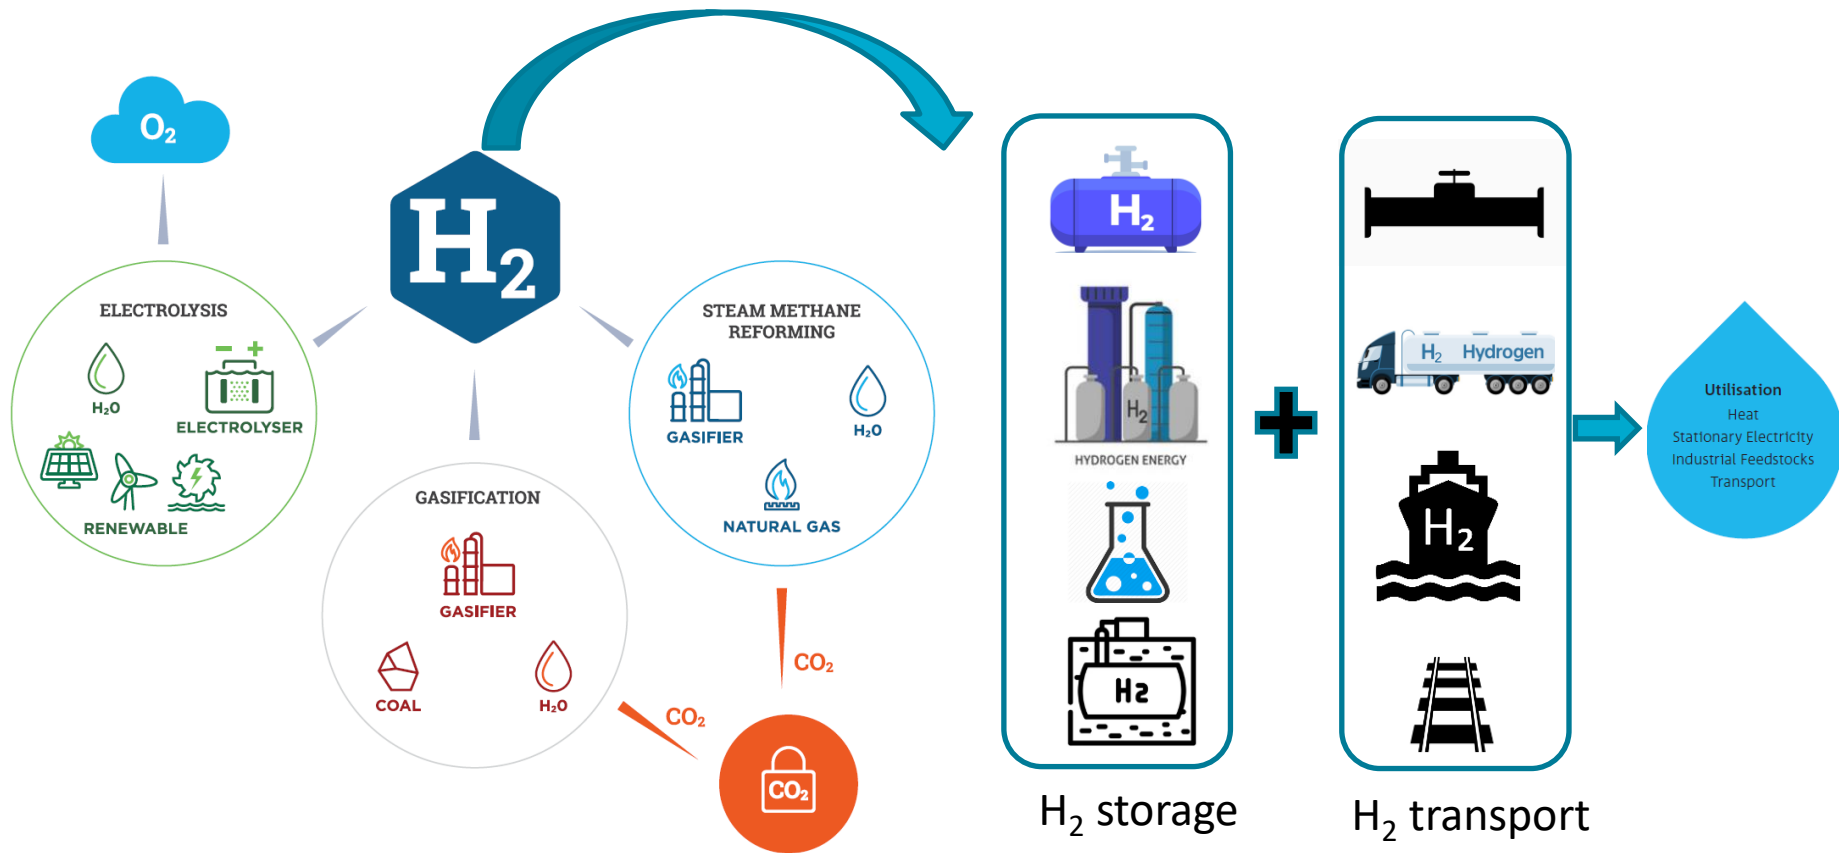 O₂
H₂
ELECTROLYSIS
H₂O
− +
ELECTROLYSER
RENEWABLE
GASIFICATION
GASIFIER
COAL
H₂O
STEAM METHANE
REFORMING
GASIFIER
H₂O
NATURAL GAS
CO₂
CO₂
CO₂
H₂
H₂
HYDROGEN ENERGY
H2
H₂ storage
H₂ Hydrogen
H₂
H₂ transport
Utilisation
Heat
Stationary Electricity
Industrial Feedstocks
Transport